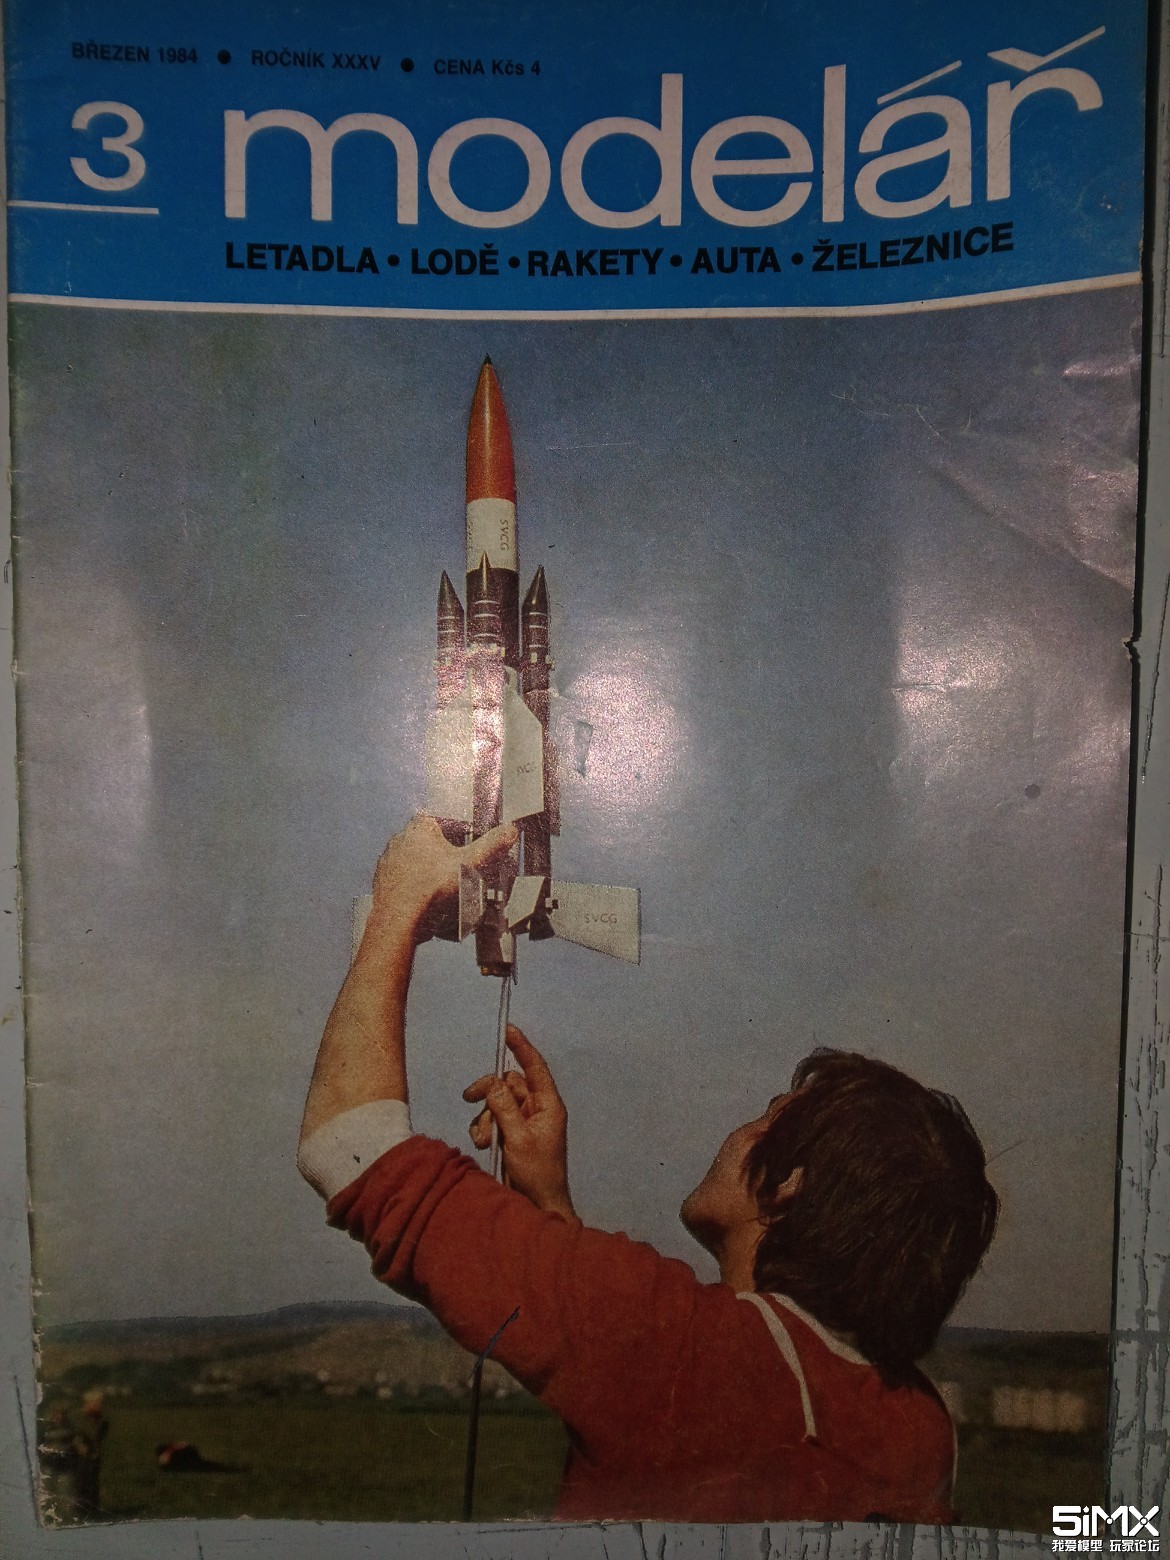 BŘEZEN 1984 ● ROČNÍK XXXV ● CENA Kčs 4
3 modelář
LETADLA • LODĚ • RAKETY • AUTA • ŽELEZNICE
SVCG
SVCG
5iMX
我爱模型 玩家论坛